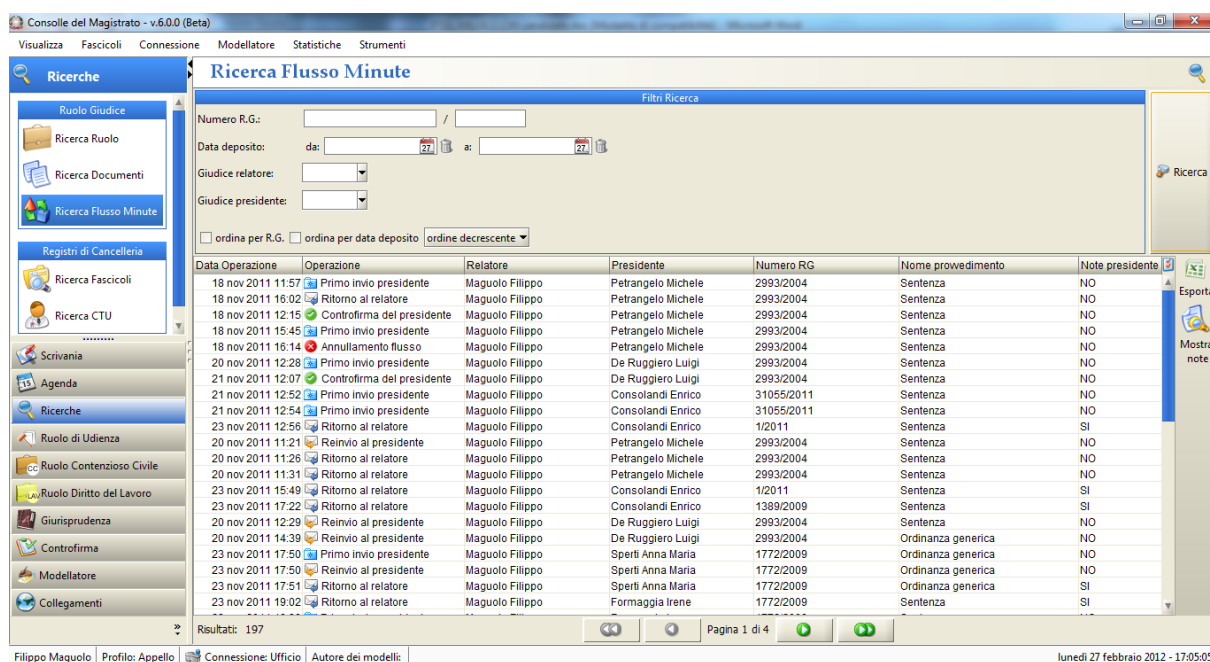 Consolle del Magistrato - v.6.0.0 (Beta)
Visualizza Fascicoli Connessione Modellatore Statistiche Strumenti
Ricerche
Ricerca Flusso Minute
Ruolo Giudice
Ricerca Ruolo
Ricerca Documenti
Ricerca Flusso Minute
Registri di Cancelleria
Ricerca Fascicoli
Ricerca CTU
Scrivania
Agenda
Ricerche
Ruolo di Udienza
Ruolo Contenzioso Civile
Ruolo Diritto del Lavoro
Giurisprudenza
Controfirma
Modellatore
Collegamenti
Filtri Ricerca
Numero R.G.: /
Data deposito: da: 27 a: 27
Giudice relatore:
Giudice presidente:
ordina per R.G. ordina per data deposito ordine decrescente
Ricerca
Data Operazione Operazione Relatore Presidente Numero RG Nome provvedimento Note presidente
18 nov 2011 11:57 Primo invio presidente Maguolo Filippo Petrangelo Michele 2993/2004 Sentenza NO
18 nov 2011 16:02 Ritorno al relatore Maguolo Filippo Petrangelo Michele 2993/2004 Sentenza NO
18 nov 2011 12:15 Controfirma del presidente Maguolo Filippo Petrangelo Michele 2993/2004 Sentenza NO
18 nov 2011 15:45 Primo invio presidente Maguolo Filippo Petrangelo Michele 2993/2004 Sentenza NO
18 nov 2011 16:14 Annullamento flusso Maguolo Filippo Petrangelo Michele 2993/2004 Sentenza NO
20 nov 2011 12:28 Primo invio presidente Maguolo Filippo De Ruggiero Luigi 2993/2004 Sentenza NO
21 nov 2011 12:07 Controfirma del presidente Maguolo Filippo De Ruggiero Luigi 2993/2004 Sentenza NO
21 nov 2011 12:52 Primo invio presidente Maguolo Filippo Consolandi Enrico 31055/2011 Sentenza NO
21 nov 2011 12:54 Primo invio presidente Maguolo Filippo Consolandi Enrico 31055/2011 Sentenza NO
23 nov 2011 12:56 Ritorno al relatore Maguolo Filippo Consolandi Enrico 1/2011 Sentenza SI
20 nov 2011 11:21 Reinvio al presidente Maguolo Filippo Petrangelo Michele 2993/2004 Sentenza NO
20 nov 2011 11:26 Ritorno al relatore Maguolo Filippo Petrangelo Michele 2993/2004 Sentenza NO
20 nov 2011 11:31 Ritorno al relatore Maguolo Filippo Petrangelo Michele 2993/2004 Sentenza NO
23 nov 2011 15:49 Ritorno al relatore Maguolo Filippo Consolandi Enrico 1/2011 Sentenza SI
23 nov 2011 17:22 Ritorno al relatore Maguolo Filippo Consolandi Enrico 1389/2009 Sentenza SI
20 nov 2011 12:29 Reinvio al presidente Maguolo Filippo De Ruggiero Luigi 2993/2004 Sentenza NO
20 nov 2011 14:39 Reinvio al presidente Maguolo Filippo De Ruggiero Luigi 2993/2004 Ordinanza generica NO
23 nov 2011 17:50 Primo invio presidente Maguolo Filippo Sperti Anna Maria 1772/2009 Ordinanza generica NO
23 nov 2011 17:50 Reinvio al presidente Maguolo Filippo Sperti Anna Maria 1772/2009 Ordinanza generica NO
23 nov 2011 17:51 Ritorno al relatore Maguolo Filippo Sperti Anna Maria 1772/2009 Ordinanza generica SI
23 nov 2011 19:02 Ritorno al relatore Maguolo Filippo Formaggia Irene 1772/2009 Sentenza SI
Esporta
Mostra note
Risultati: 197 Pagina 1 di 4
Filippo Maguolo Profilo: Appello Connessione: Ufficio Autore dei modelli: lunedì 27 febbraio 2012 - 17:05:05